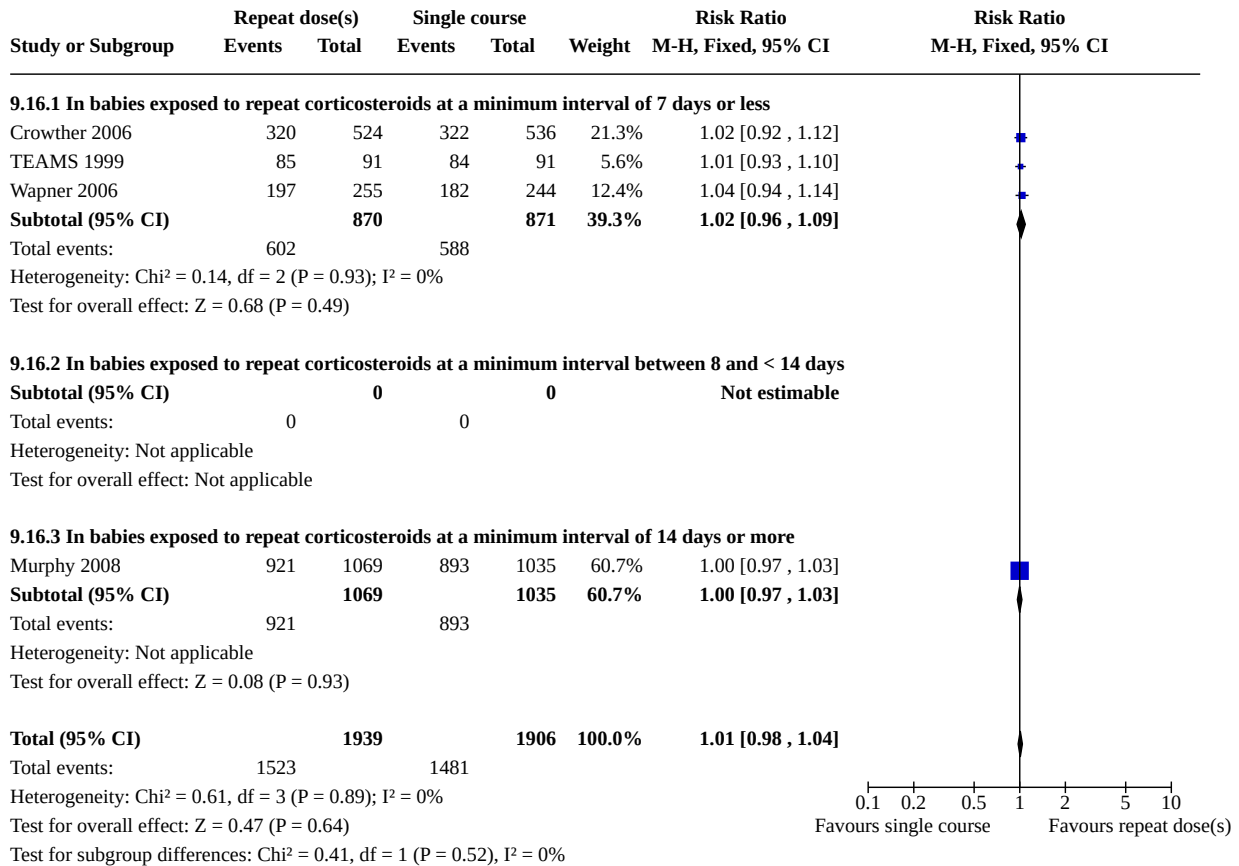 Repeat dose(s) Single course Risk Ratio Risk Ratio
Study or Subgroup Events Total Events Total Weight M-H, Fixed, 95% CI M-H, Fixed, 95% CI
9.16.1 In babies exposed to repeat corticosteroids at a minimum interval of 7 days or less
Crowther 2006 320 524 322 536 21.3% 1.02 [0.92 , 1.12]
TEAMS 1999 85 91 84 91 5.6% 1.01 [0.93 , 1.10]
Wapner 2006 197 255 182 244 12.4% 1.04 [0.94 , 1.14]
Subtotal (95% CI) 870 871 39.3% 1.02 [0.96 , 1.09]
Total events: 602 588
Heterogeneity: Chi² = 0.14, df = 2 (P = 0.93); I² = 0%
Test for overall effect: Z = 0.68 (P = 0.49)
9.16.2 In babies exposed to repeat corticosteroids at a minimum interval between 8 and < 14 days
Subtotal (95% CI) 0 0 Not estimable
Total events: 0 0
Heterogeneity: Not applicable
Test for overall effect: Not applicable
9.16.3 In babies exposed to repeat corticosteroids at a minimum interval of 14 days or more
Murphy 2008 921 1069 893 1035 60.7% 1.00 [0.97 , 1.03]
Subtotal (95% CI) 1069 1035 60.7% 1.00 [0.97 , 1.03]
Total events: 921 893
Heterogeneity: Not applicable
Test for overall effect: Z = 0.08 (P = 0.93)
Total (95% CI) 1939 1906 100.0% 1.01 [0.98 , 1.04]
Total events: 1523 1481
Heterogeneity: Chi² = 0.61, df = 3 (P = 0.89); I² = 0%
0.1 0.2 0.5 1 2 5 10
Test for overall effect: Z = 0.47 (P = 0.64)
Favours single course Favours repeat dose(s)
Test for subgroup differences: Chi² = 0.41, df = 1 (P = 0.52), I² = 0%